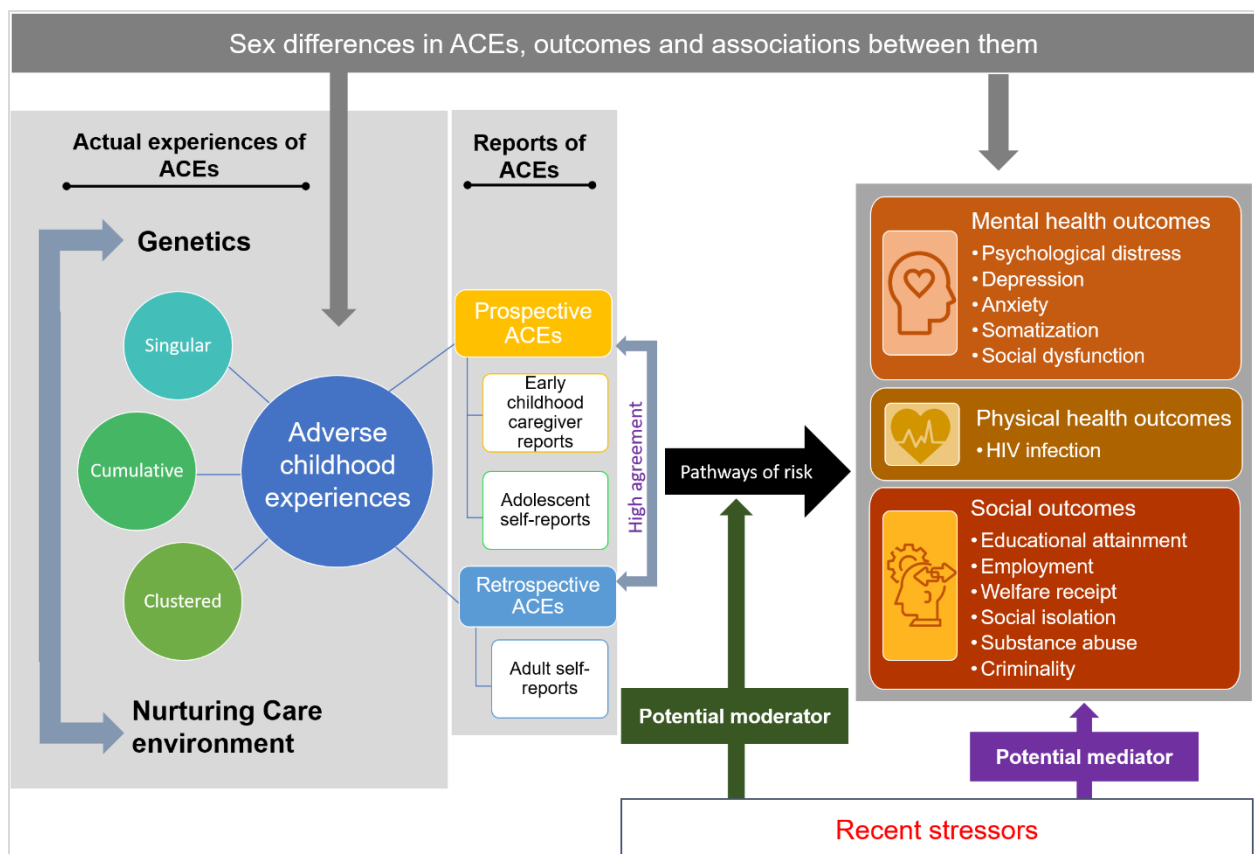 Sex differences in ACEs, outcomes and associations between them
Actual experiences of
ACEs
Reports of
ACEs
Genetics
Singular
Cumulative
Clustered
Adverse
childhood
experiences
Nurturing Care
environment
Prospective
ACEs
Early
childhood
caregiver
reports
Adolescent
self-reports
Retrospective
ACEs
Adult self-
reports
High agreement
Pathways of risk
Mental health outcomes
• Psychological distress
• Depression
• Anxiety
• Somatization
• Social dysfunction
Physical health outcomes
• HIV infection
Social outcomes
• Educational attainment
• Employment
• Welfare receipt
• Social isolation
• Substance abuse
• Criminality
Potential moderator
Potential mediator
Recent stressors